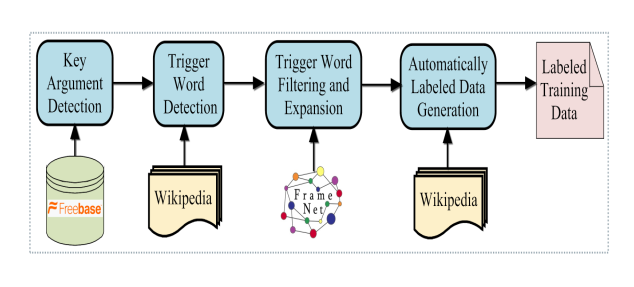 Key
Argument
Detection
Trigger
Word
Detection
Trigger Word
Filtering and
Expansion
Automatically
Labeled Data
Generation
Labeled
Training
Data
Freebase
Wikipedia
Frame
Net
Wikipedia